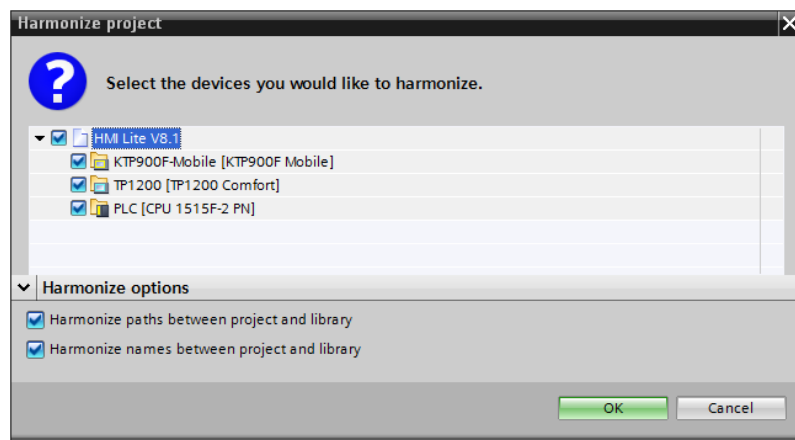 Harmonize project
Select the devices you would like to harmonize.
HMI Lite V8.1
KTP900F-Mobile [KTP900F Mobile]
TP1200 [TP1200 Comfort]
PLC [CPU 1515F-2 PN]
Harmonize options
Harmonize paths between project and library
Harmonize names between project and library
OK Cancel